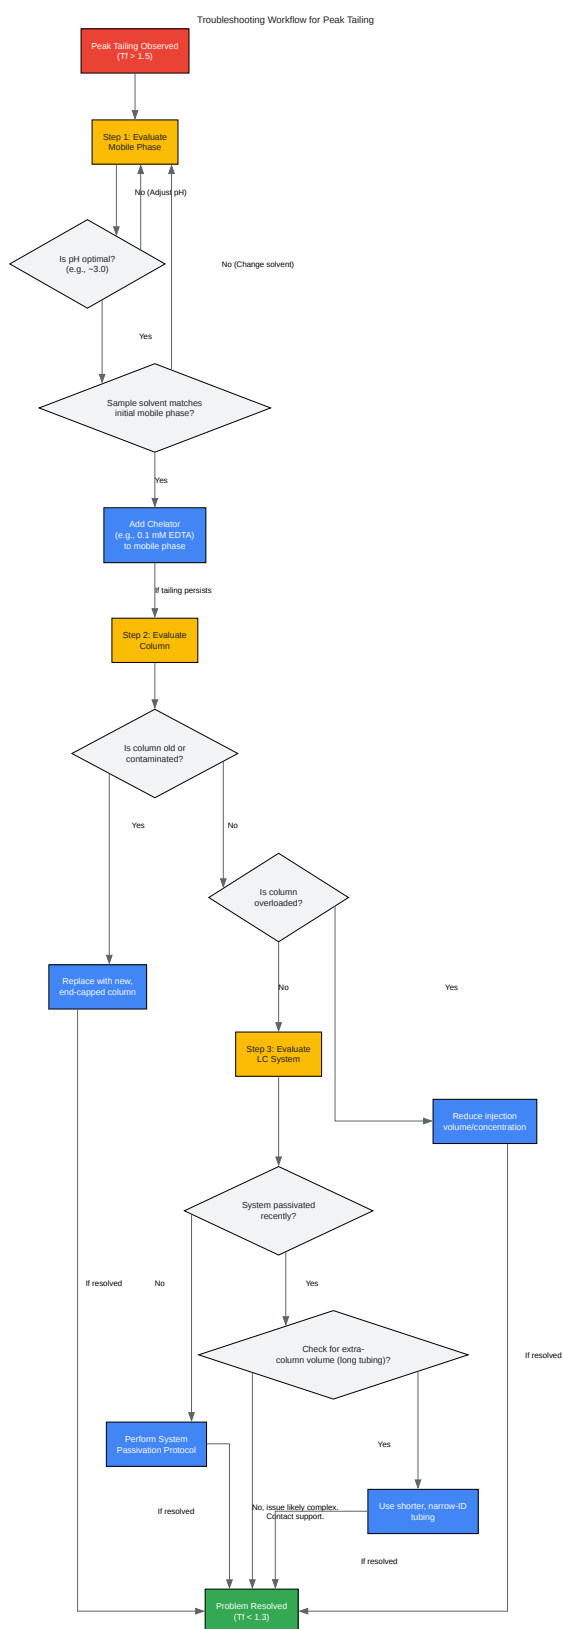 Troubleshooting Workflow for Peak Tailing
Peak Tailing Observed
(Tf > 1.5)
Step 1: Evaluate
Mobile Phase
No (Adjust pH)
Is pH optimal?
(e.g., ~3.0)
No (Change solvent)
Yes
Sample solvent matches
initial mobile phase?
Yes
Add Chelator
(e.g., 0.1 mM EDTA)
to mobile phase
If tailing persists
Step 2: Evaluate
Column
Is column old or
contaminated?
Yes
No
Is column
overloaded?
Replace with new,
end-capped column
No
Yes
Step 3: Evaluate
LC System
Reduce injection
volume/concentration
System passivated
recently?
If resolved
No
Yes
Check for extra-
column volume (long tubing)?
If resolved
Perform System
Passivation Protocol
Yes
If resolved
No, issue likely complex.
Contact support.
Use shorter, narrow-ID
tubing
If resolved
Problem Resolved
(Tf < 1.3)